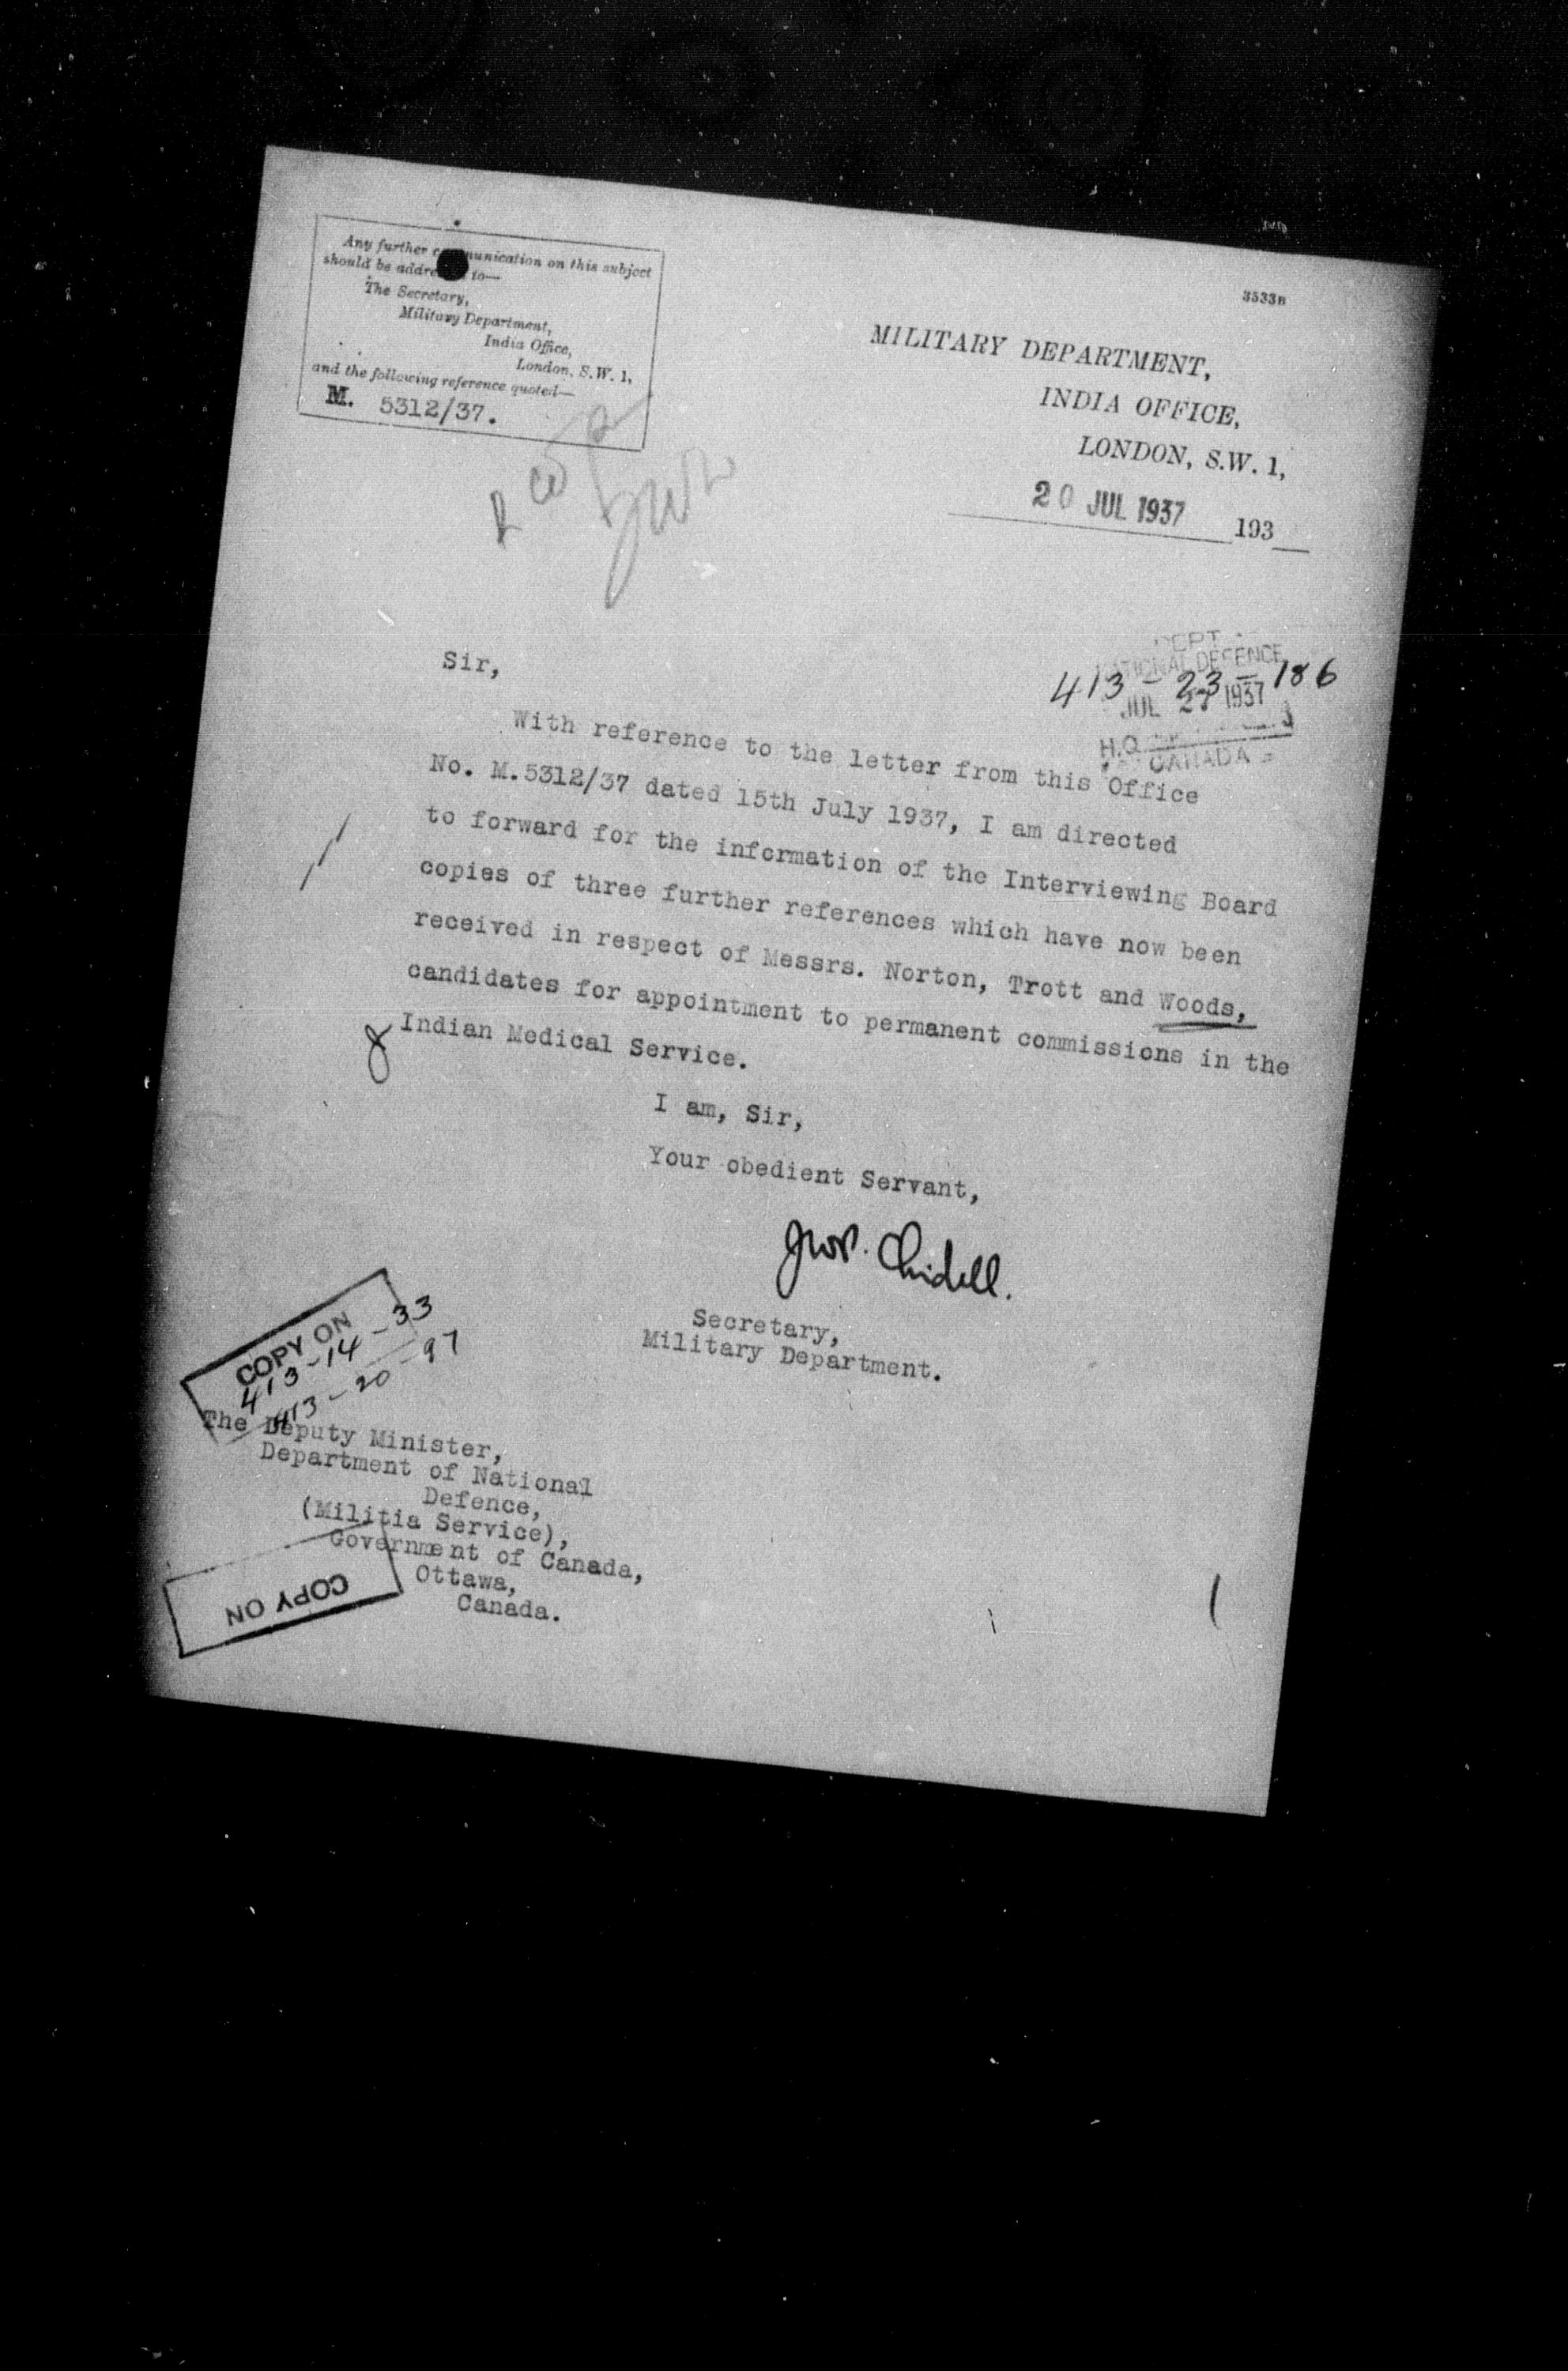 Any further communication on this subject
should be addressed to—
The Secretary,
Military Department,
India Office,
London, S.W. 1,
and the following reference quoted—
M. 5312/37.
3533B
MILITARY DEPARTMENT,
INDIA OFFICE,
LONDON, S.W. 1,
20 JUL 1937 193
DEPT
NATIONAL DEFENCE
413-23-186
JUL 27 1937
H.Q.
CANADA
Sir,
With reference to the letter from this Office
No. M.5312/37 dated 15th July 1937, I am directed
to forward for the information of the Interviewing Board
copies of three further references which have now been
received in respect of Messrs. Norton, Trott and Woods,
candidates for appointment to permanent commissions in the
Indian Medical Service.
I am, Sir,
Your obedient Servant,
Chidell.
Secretary,
Military Department.
COPY ON
413-14-33
413-20-97
The Deputy Minister,
Department of National
Defence,
(Militia Service),
Government of Canada,
Ottawa,
Canada.
COPY ON